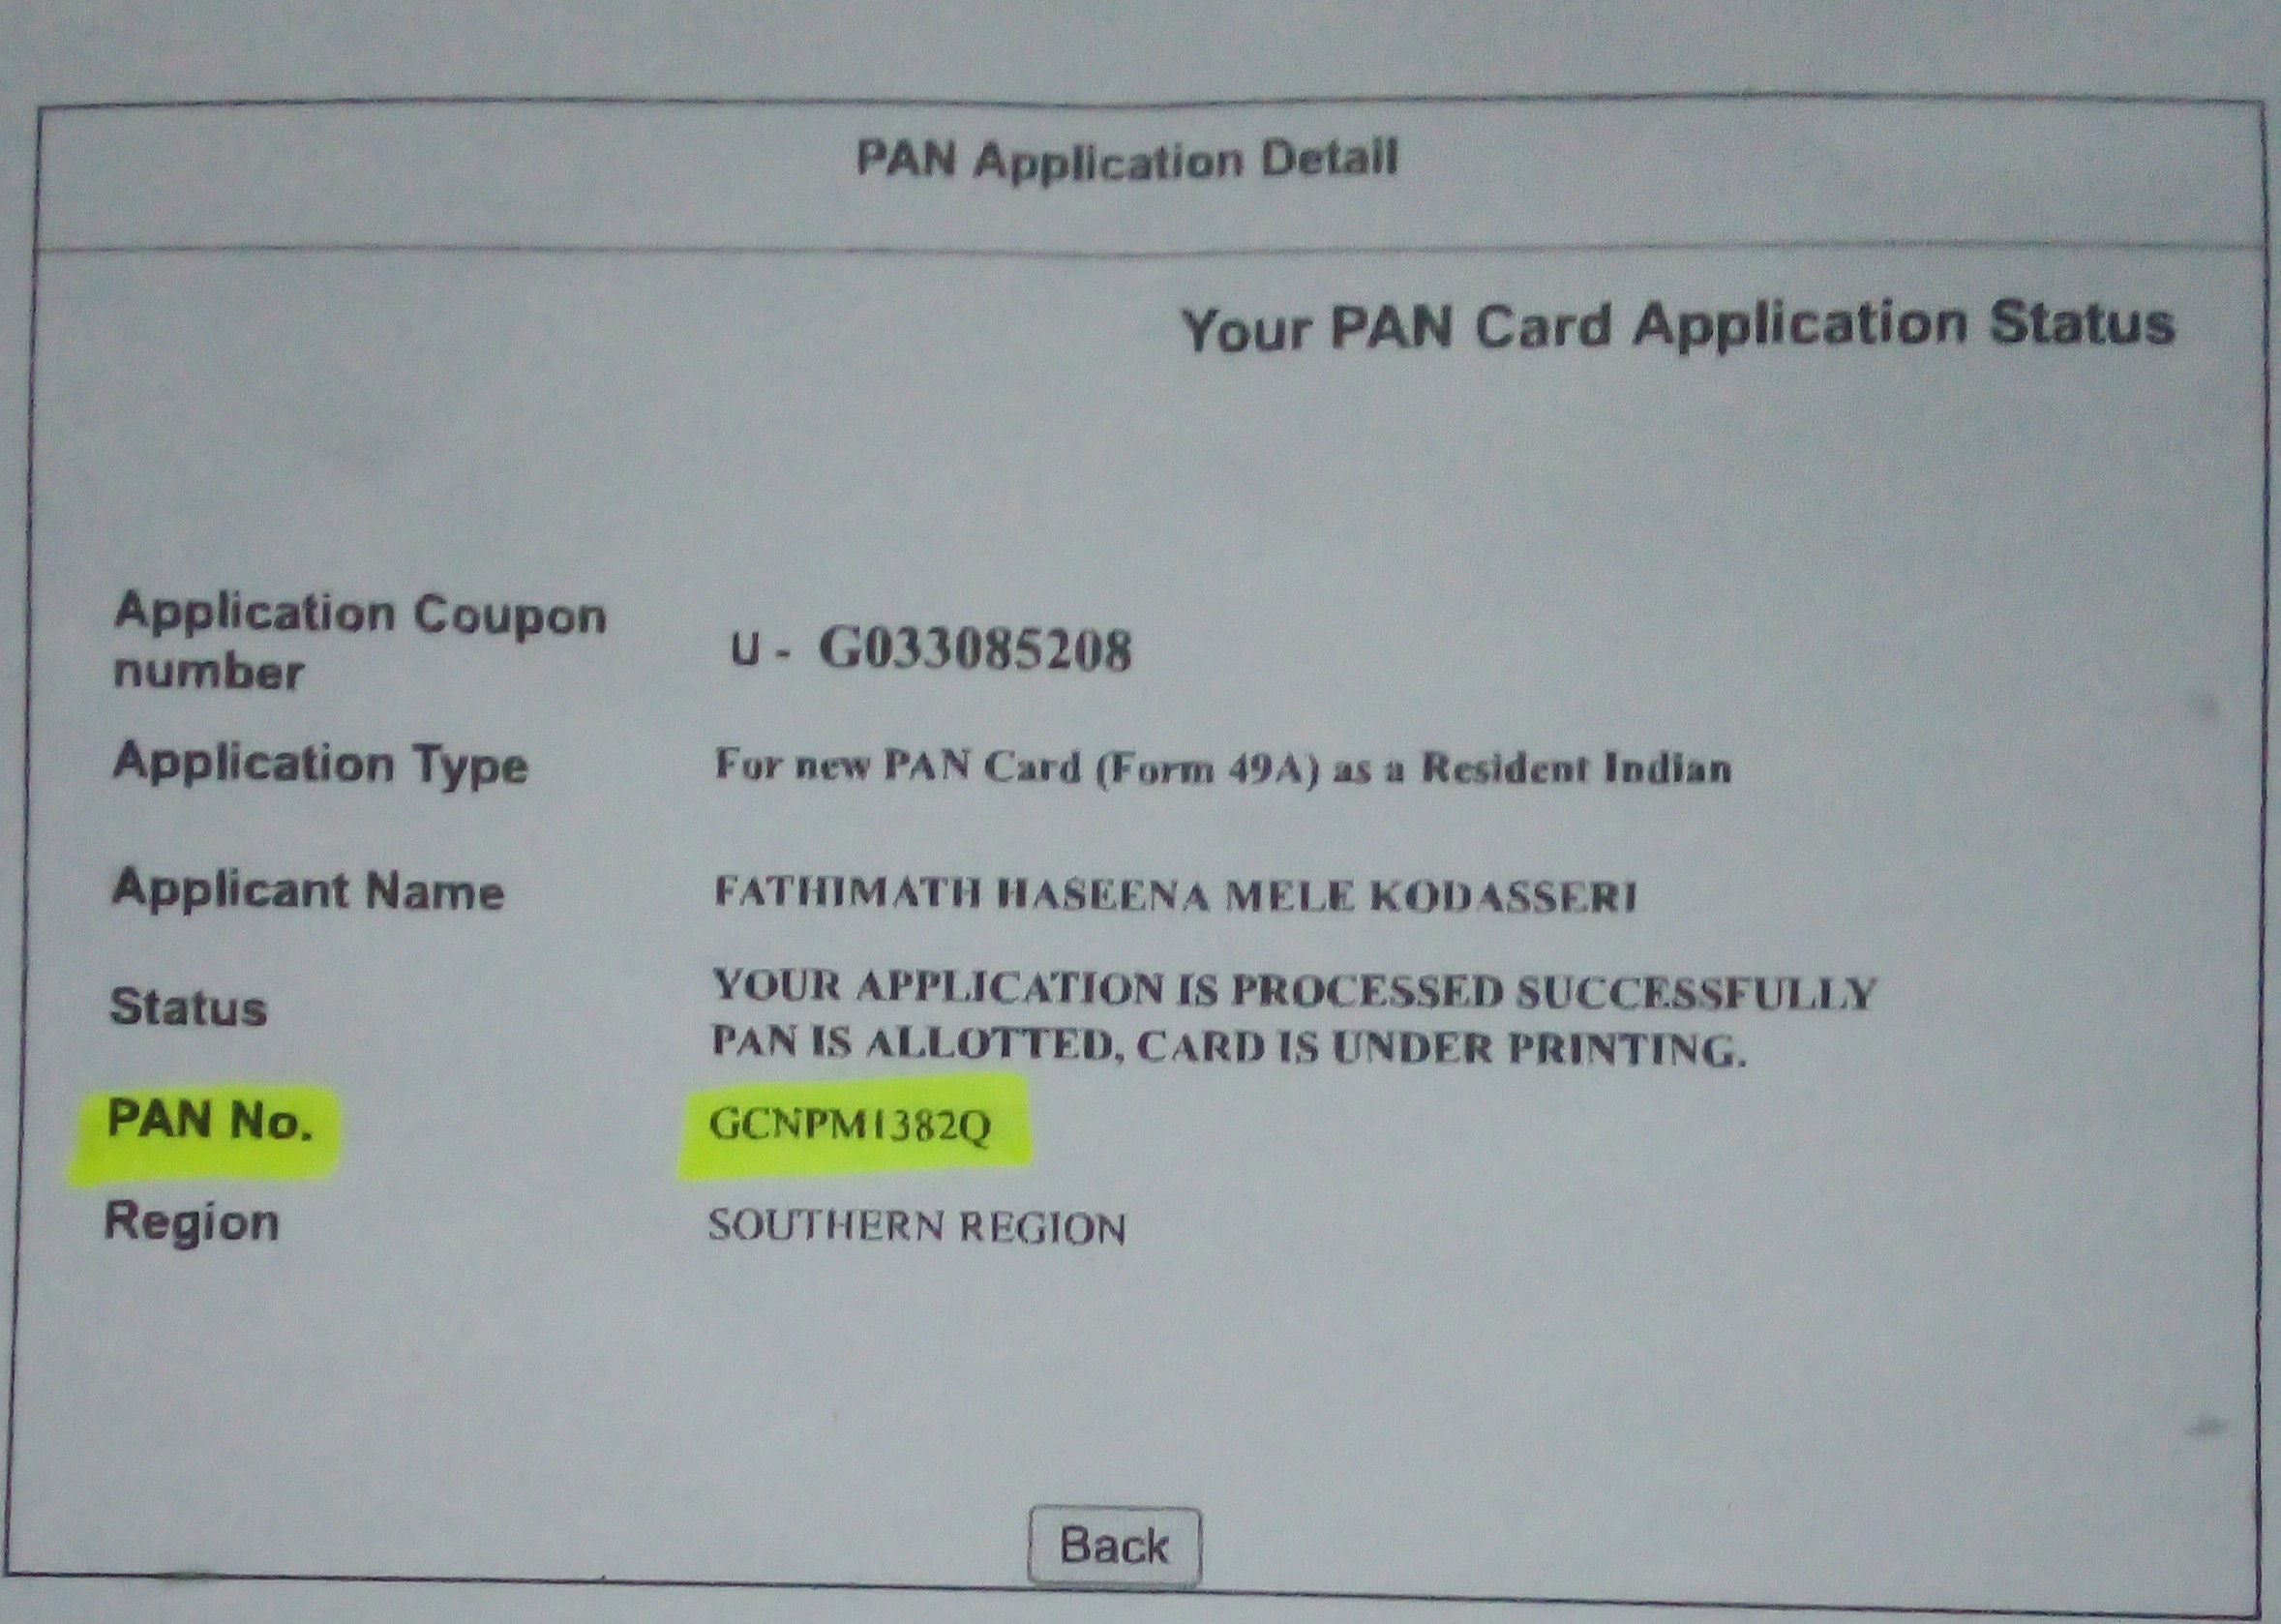 PAN Application Detail
Your PAN Card Application Status
Application Coupon
number
U - G033085208
Application Type For new PAN Card (Form 49A) as a Resident Indian
Applicant Name FATHIMATH HASEENA MELE KODASSERI
Status
YOUR APPLICATION IS PROCESSED SUCCESSFULLY
PAN IS ALLOTTED, CARD IS UNDER PRINTING.
PAN No. GCNPM1382Q
Region SOUTHERN REGION
Back